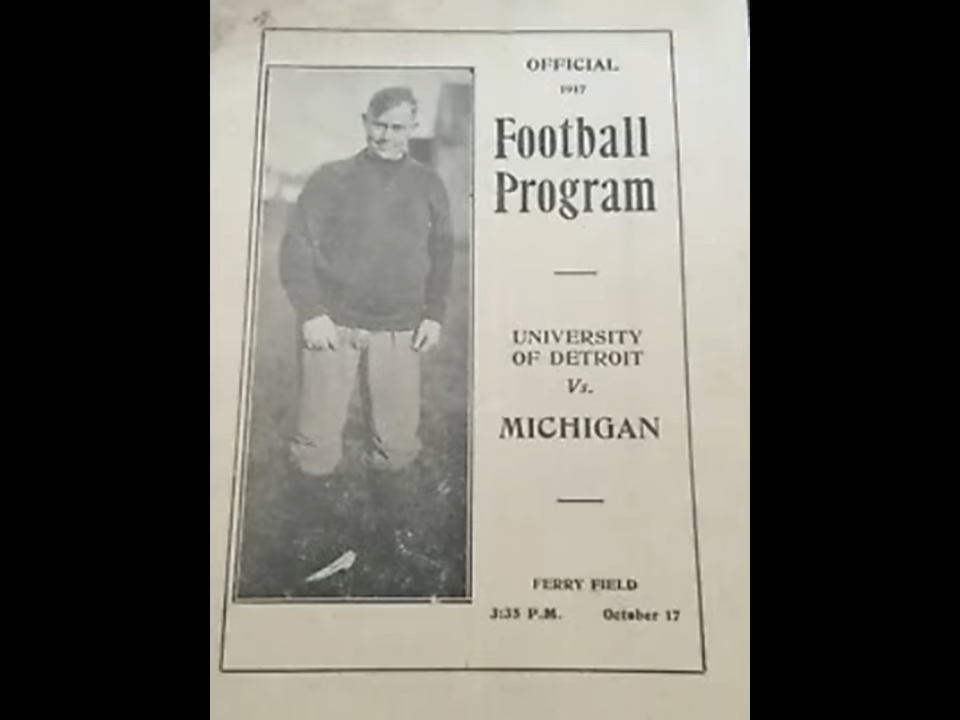 OFFICIAL
1917
Football
Program
UNIVERSITY
OF DETROIT
Vs.
MICHIGAN
FERRY FIELD
3:35 P.M. October 17